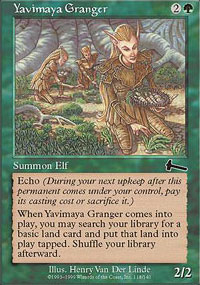 Yavimaya Granger 2
Summon Elf
Echo (During your next upkeep after this
permanent comes under your control, pay
its casting cost or sacrifice it.)
When Yavimaya Granger comes into
play, you may search your library for a
basic land card and put that land into
play tapped. Shuffle your library
afterward.
Illus. Henry Van Der Linde
2/2